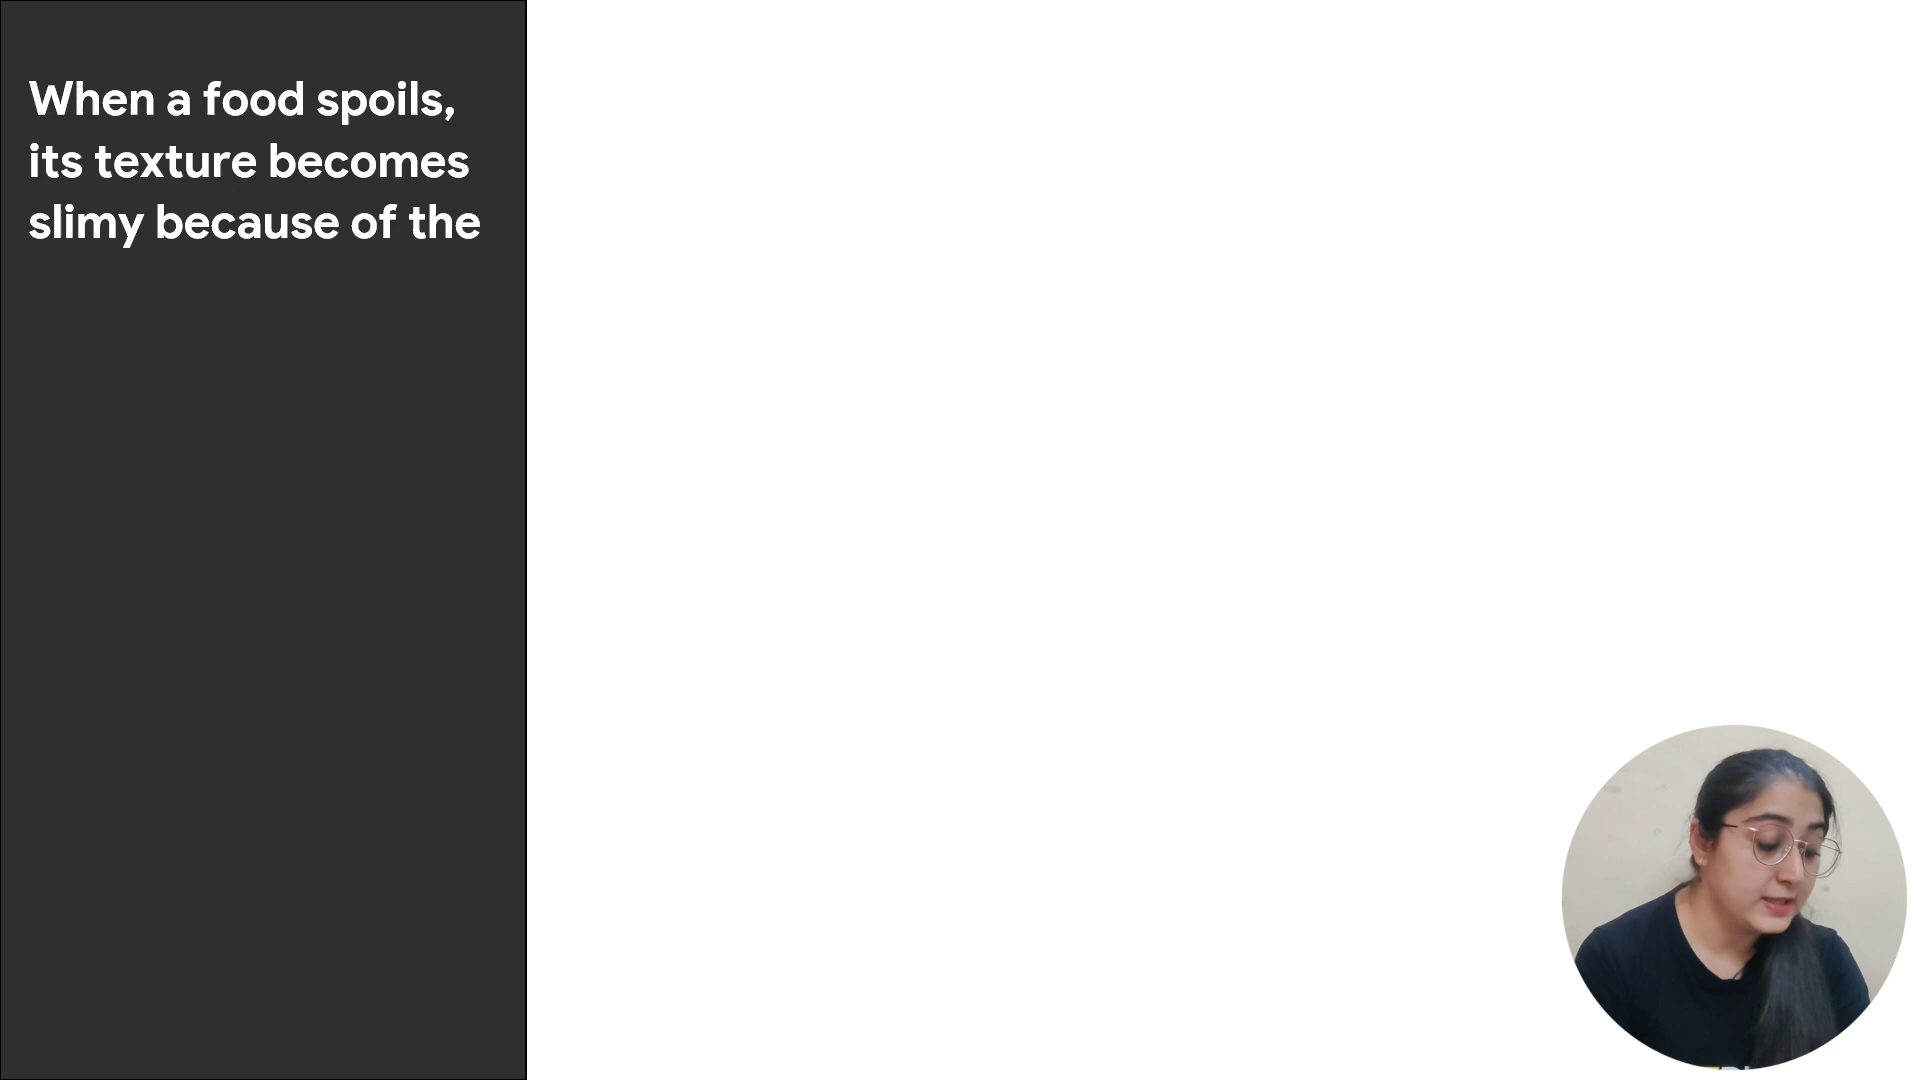 When a food spoils,
its texture becomes
slimy because of the